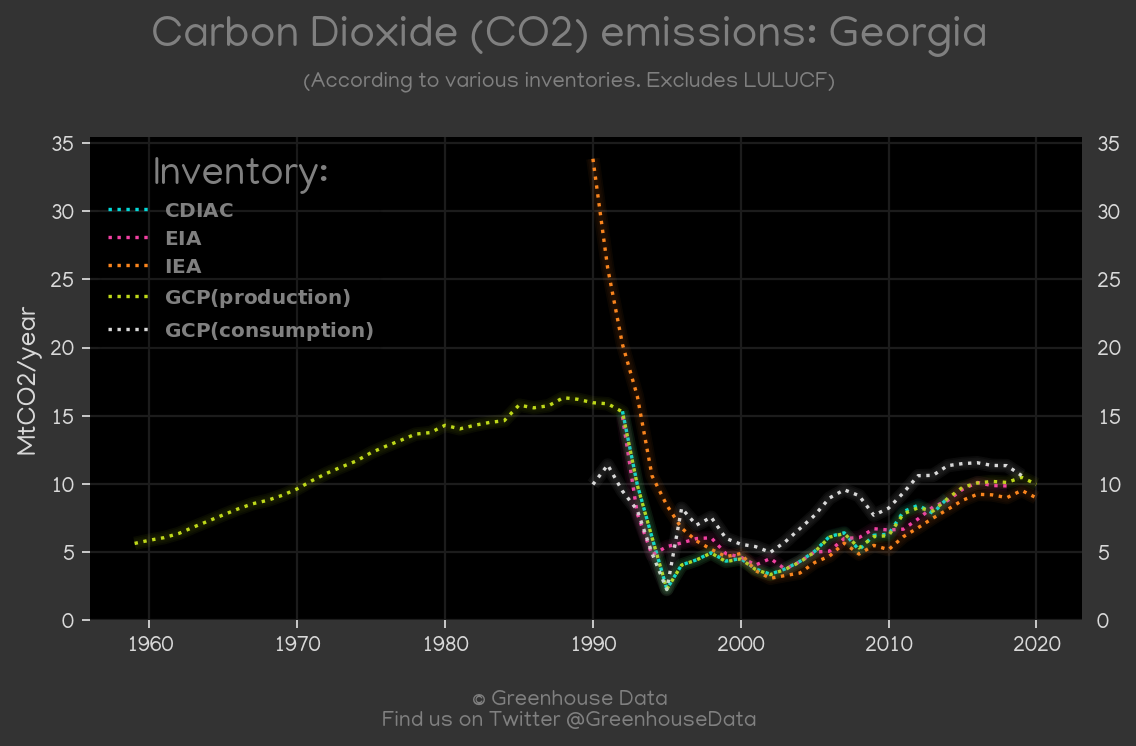 Carbon Dioxide (CO2) emissions: Georgia
(According to various inventories. Excludes LULUCF)
35
30
25
20
15
10
5
0
MtCO2/year
Inventory:
CDIAC
EIA
IEA
GCP(production)
GCP(consumption)
35
30
25
20
15
10
5
0
1960 1970 1980 1990 2000 2010 2020
© Greenhouse Data
Find us on Twitter @GreenhouseData